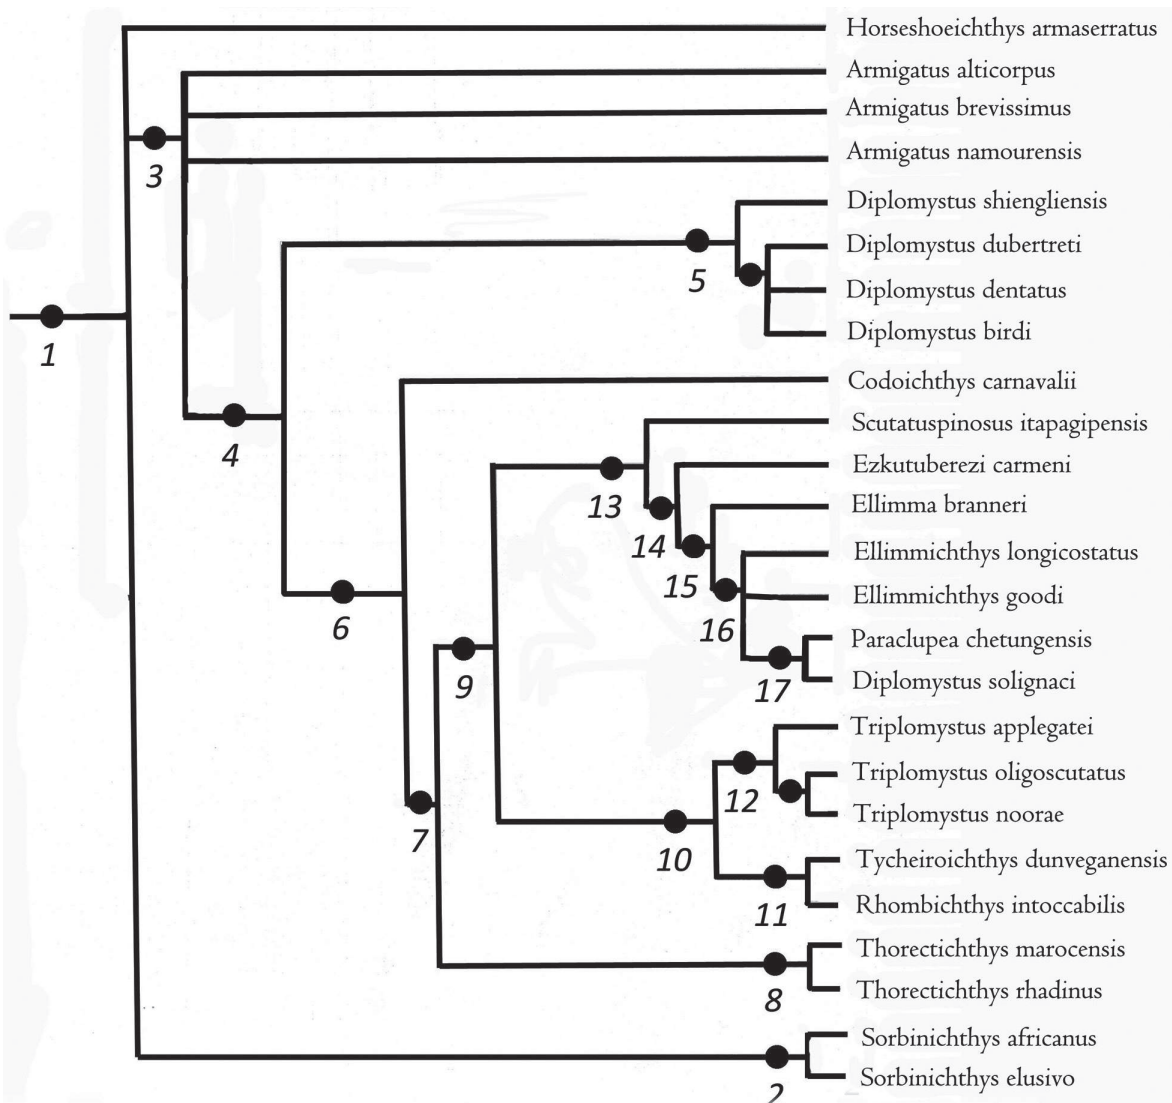 Horseshoeichthys armaserratus
Armigatus alticorpus
Armigatus brevissimus
3
Armigatus namourensis
Diplomystus shiengliensis
Diplomystus dubertreti
5
Diplomystus dentatus
Diplomystus birdi
1
Codoichthys carnavalii
Scutatuspinosus itapagipensis
4
Ezkutuberezi carmeni
13
Ellimma branneri
14
Ellimmichthys longicostatus
15
Ellimmichthys goodi
6
16
Paraclupea chetungensis
9
17
Diplomystus solignaci
Triplomystus applegatei
Triplomystus oligoscutatus
12
Triplomystus noorae
7
10
Tycheiroichthys dunveganensis
Rhombichthys intoccabilis
11
Thorectichthys marocensis
Thorectichthys rhadinus
8
Sorbinichthys africanus
Sorbinichthys elusivo
2